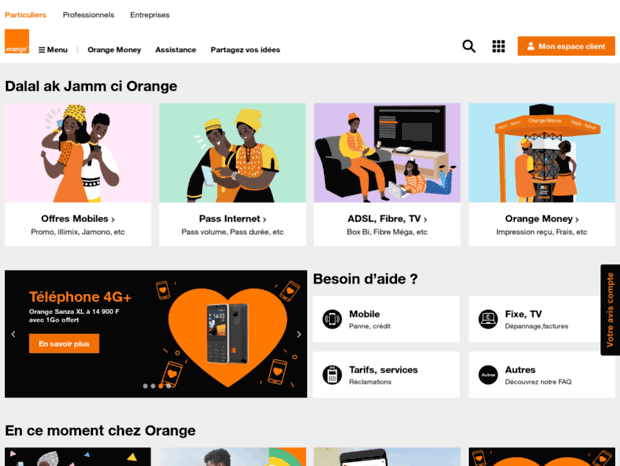 Particuliers Professionnels Entreprises
orange
Menu Orange Money Assistance Partagez vos idées
Mon espace client
Dalal ak Jamm ci Orange
Orange Money
Offres Mobiles ›
Promo, illimix, Jamono, etc
Pass Internet ›
Pass volume, Pass durée, etc
ADSL, Fibre, TV ›
Box Bi, Fibre Méga, etc
Orange Money ›
Impression reçu, Frais, etc
Téléphone 4G+
Orange Sanza XL à 14 900 F
avec 1Go offert
En savoir plus
Besoin d’aide ?
Mobile
Panne, crédit
Fixe, TV
Dépannage,factures
Tarifs, services
Réclamations
Autres
Autres
Découvrez notre FAQ
Votre avis compte
En ce moment chez Orange